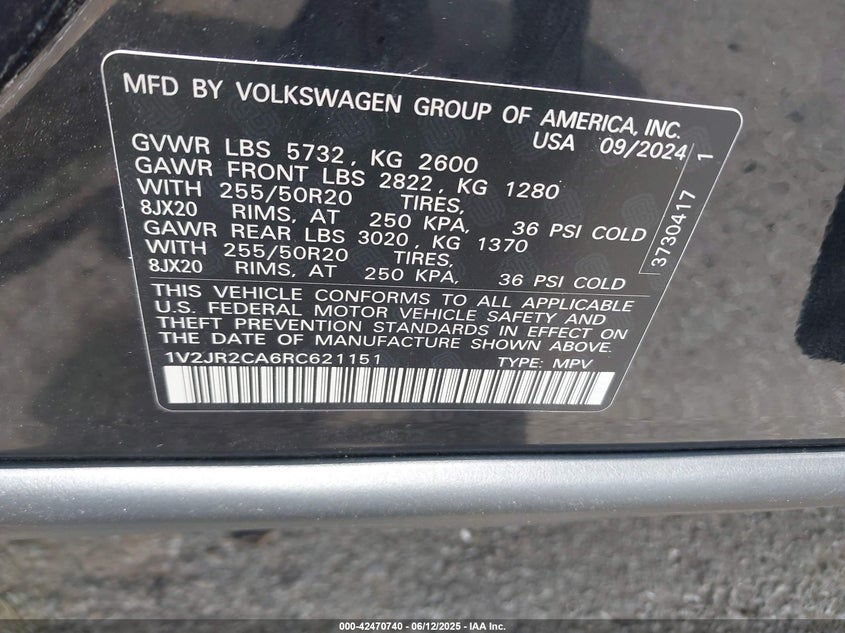 MFD BY VOLKSWAGEN GROUP OF AMERICA, INC.
USA 09/2024
GVWR LBS 5732, KG 2600
GAWR FRONT LBS 2822, KG 1280
WITH 255/50R20 TIRES,
8JX20 RIMS, AT 250 KPA, 36 PSI COLD
GAWR REAR LBS 3020, KG 1370
WITH 255/50R20 TIRES,
8JX20 RIMS, AT 250 KPA, 36 PSI COLD
3730417 1
THIS VEHICLE CONFORMS TO ALL APPLICABLE
U.S. FEDERAL MOTOR VEHICLE SAFETY AND
THEFT PREVENTION STANDARDS IN EFFECT ON
THE DATE OF MANUFACTURE SHOWN ABOVE.
1V2JR2CA6RC621151 TYPE: MPV
000-42470740 - 06/12/2025 - IAA Inc.